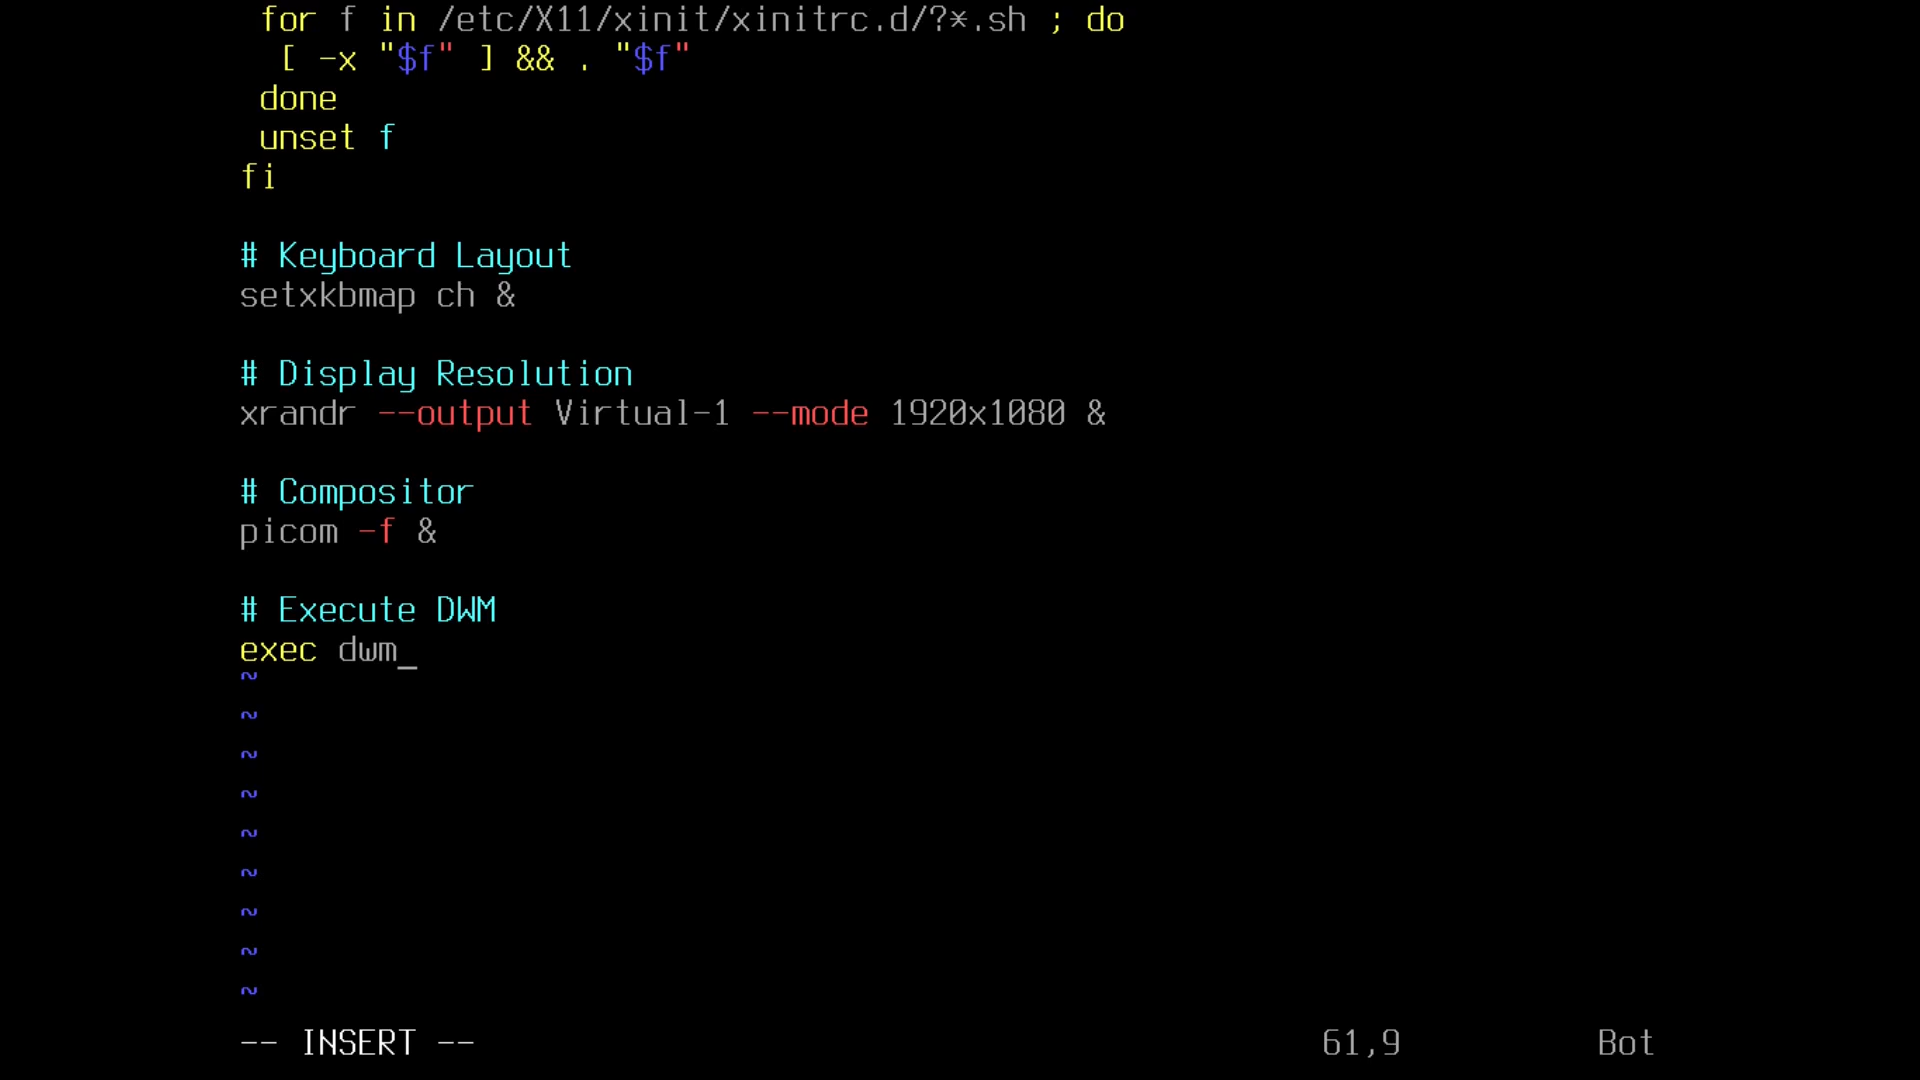 for f in /etc/X11/xinit/xinitrc.d/?*.sh ; do
[ -x "$f" ] && . "$f"
done
unset f
fi
# Keyboard Layout
setxkbmap ch &
# Display Resolution
xrandr --output Virtual-1 --mode 1920x1080 &
# Compositor
picom -f &
# Execute DWM
exec dwm_
~
~
~
~
~
~
~
~
~
-- INSERT -- 61,9 Bot